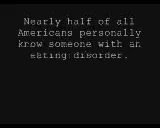 Nearly half of all
Americans personally
know someone with an
eating disorder.